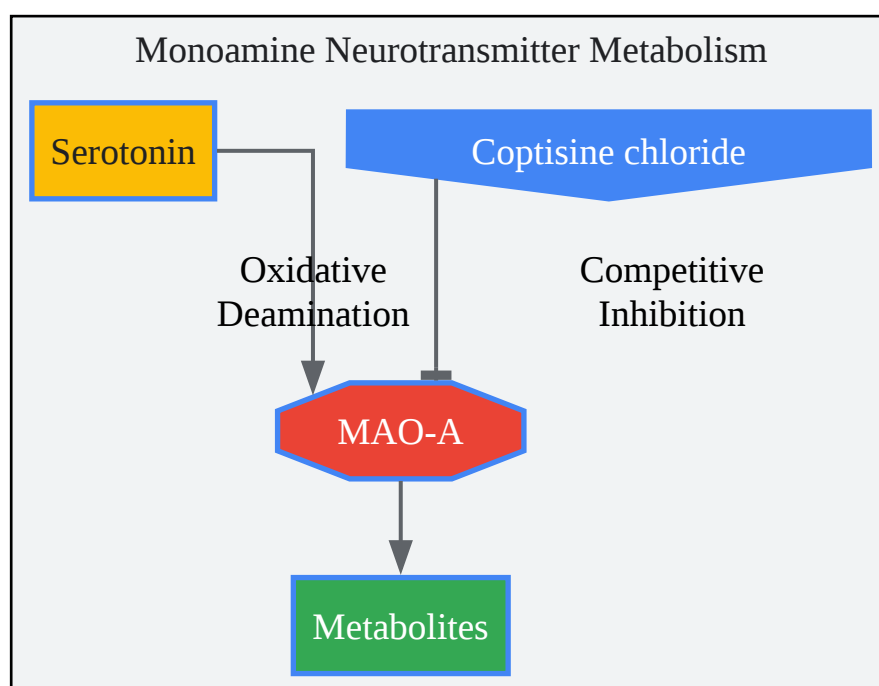 Monoamine Neurotransmitter Metabolism
Serotonin
Coptisine chloride
Oxidative
Deamination
Competitive
Inhibition
MAO-A
Metabolites